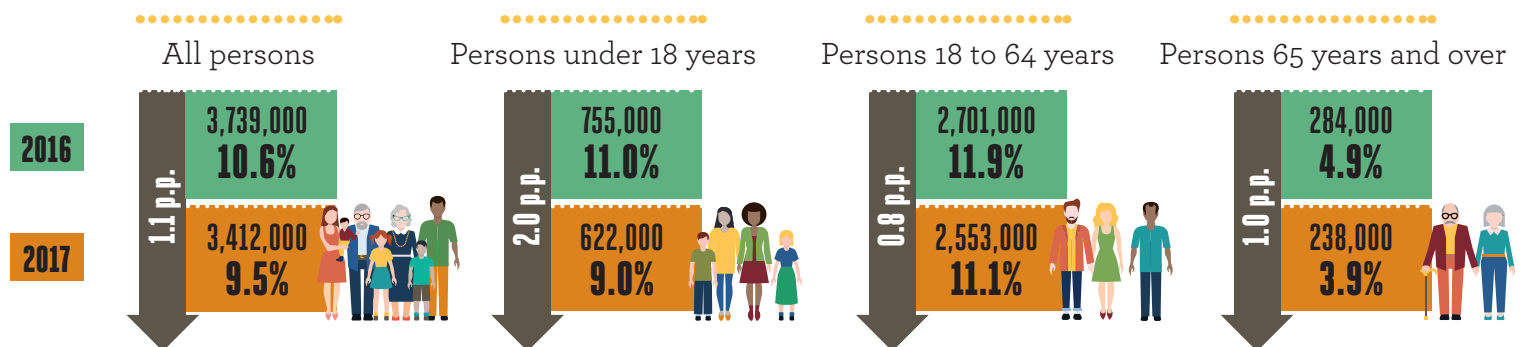 All persons
Persons under 18 years
Persons 18 to 64 years
Persons 65 years and over
2016
1.1 p.p.
3,739,000
10.6%
2.0 p.p.
755,000
11.0%
0.8 p.p.
2,701,000
11.9%
1.0 p.p.
284,000
4.9%
2017
3,412,000
9.5%
622,000
9.0%
2,553,000
11.1%
238,000
3.9%